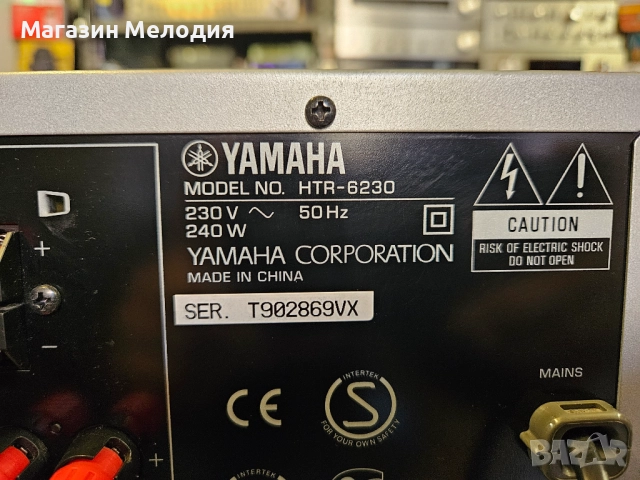 Магазин Мелодия
YAMAHA
MODEL NO. HTR-6230
230 V ~ 50 Hz
240 W
YAMAHA CORPORATION
MADE IN CHINA
SER. T902869VX
CAUTION
RISK OF ELECTRIC SHOCK
DO NOT OPEN
+
-
CE
INTERTEK
S
FOR YOUR OWN SAFETY
MAINS
+
INTERTEK
BAZAR